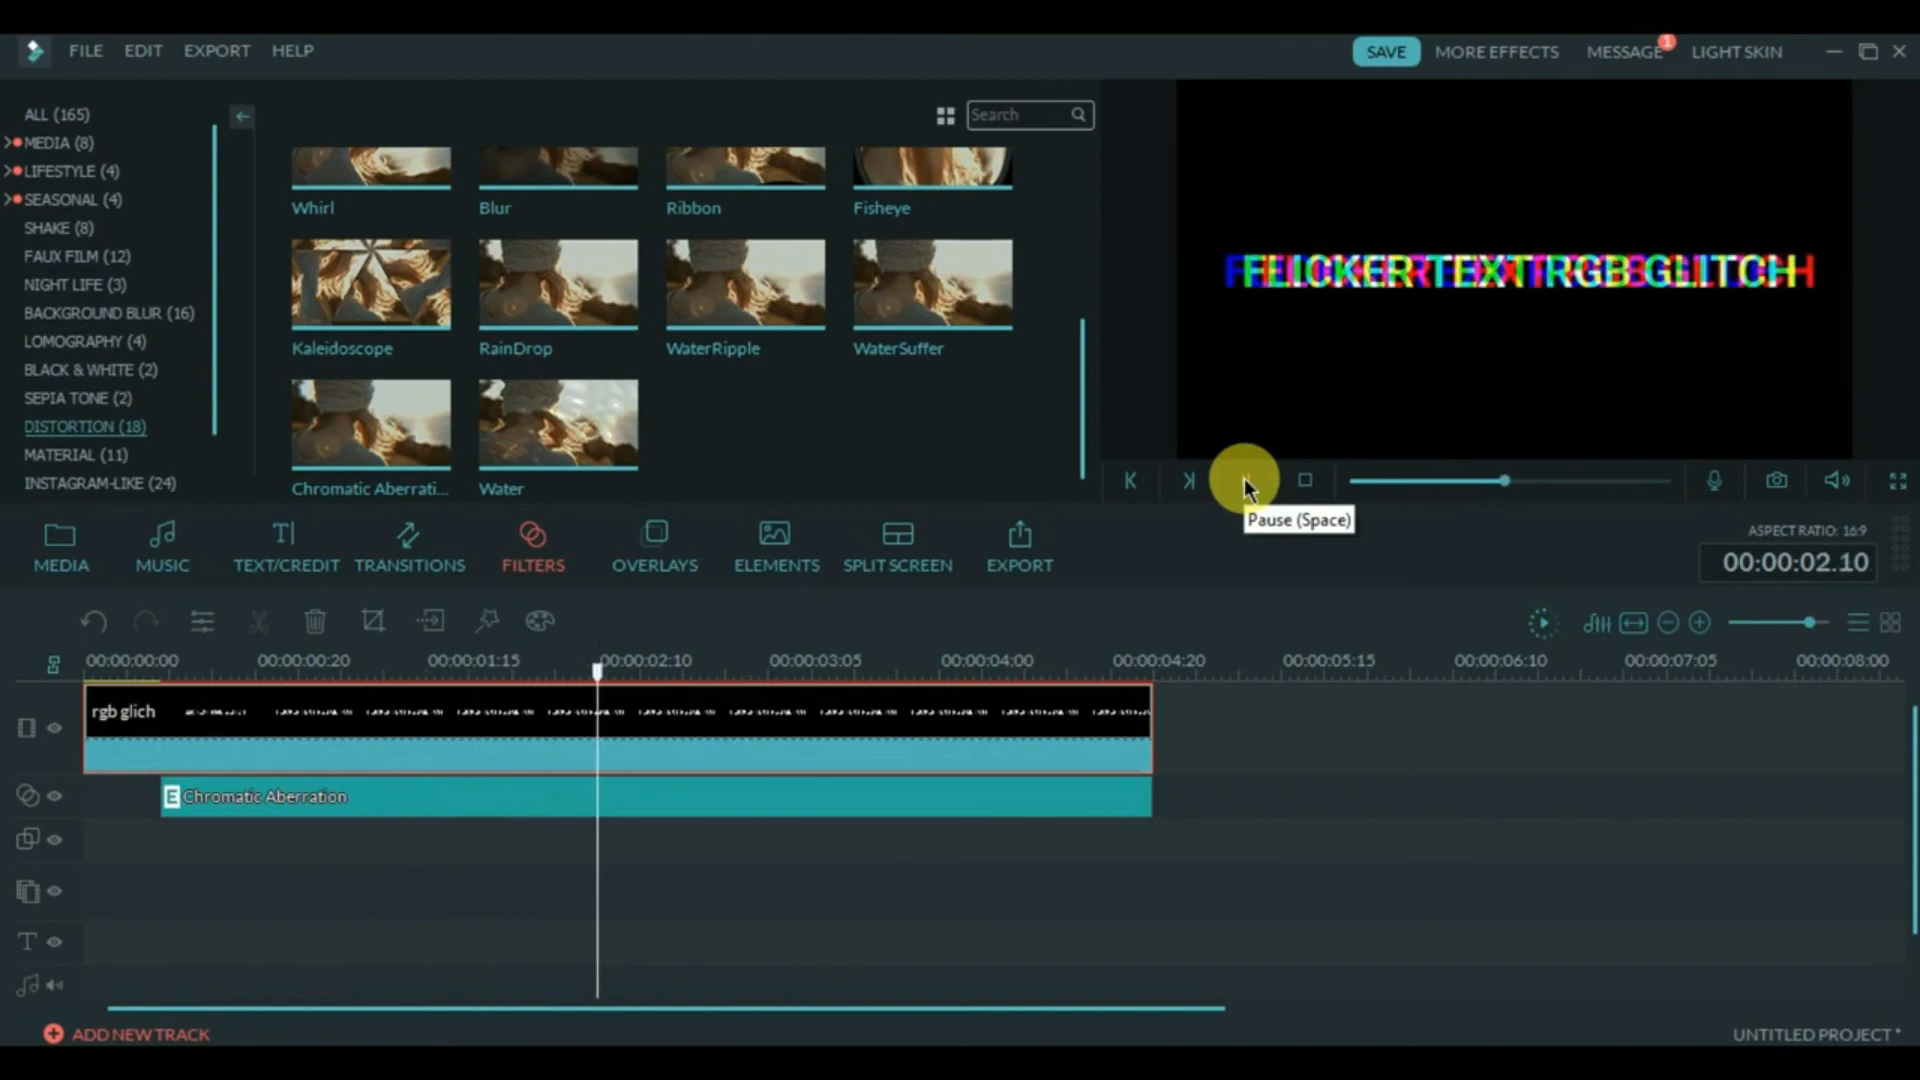 FILE EDIT EXPORT HELP
SAVE MORE EFFECTS MESSAGE 1 LIGHT SKIN
ALL (165)
MEDIA (8)
LIFESTYLE (4)
SEASONAL (4)
SHAKE (8)
FAUX FILM (12)
NIGHT LIFE (3)
BACKGROUND BLUR (16)
LOMOGRAPHY (4)
BLACK & WHITE (2)
SEPIA TONE (2)
DISTORTION (18)
MATERIAL (11)
INSTAGRAM-LIKE (24)
Search
Whirl Blur Ribbon Fisheye
Kaleidoscope RainDrop WaterRipple WaterSuffer
Chromatic Aberrati... Water
FLICKER TEXT RGB GLITCH
Pause (Space)
MEDIA MUSIC TEXT/CREDIT TRANSITIONS FILTERS OVERLAYS ELEMENTS SPLIT SCREEN EXPORT
ASPECT RATIO: 16:9
00:00:02.10
00:00:00:00 00:00:00:20 00:00:01:15 00:00:02:10 00:00:03:05 00:00:04:00 00:00:04:20 00:00:05:15 00:00:06:10 00:00:07:05 00:00:08:00
rgb glich
E Chromatic Aberration
ADD NEW TRACK
UNTITLED PROJECT *